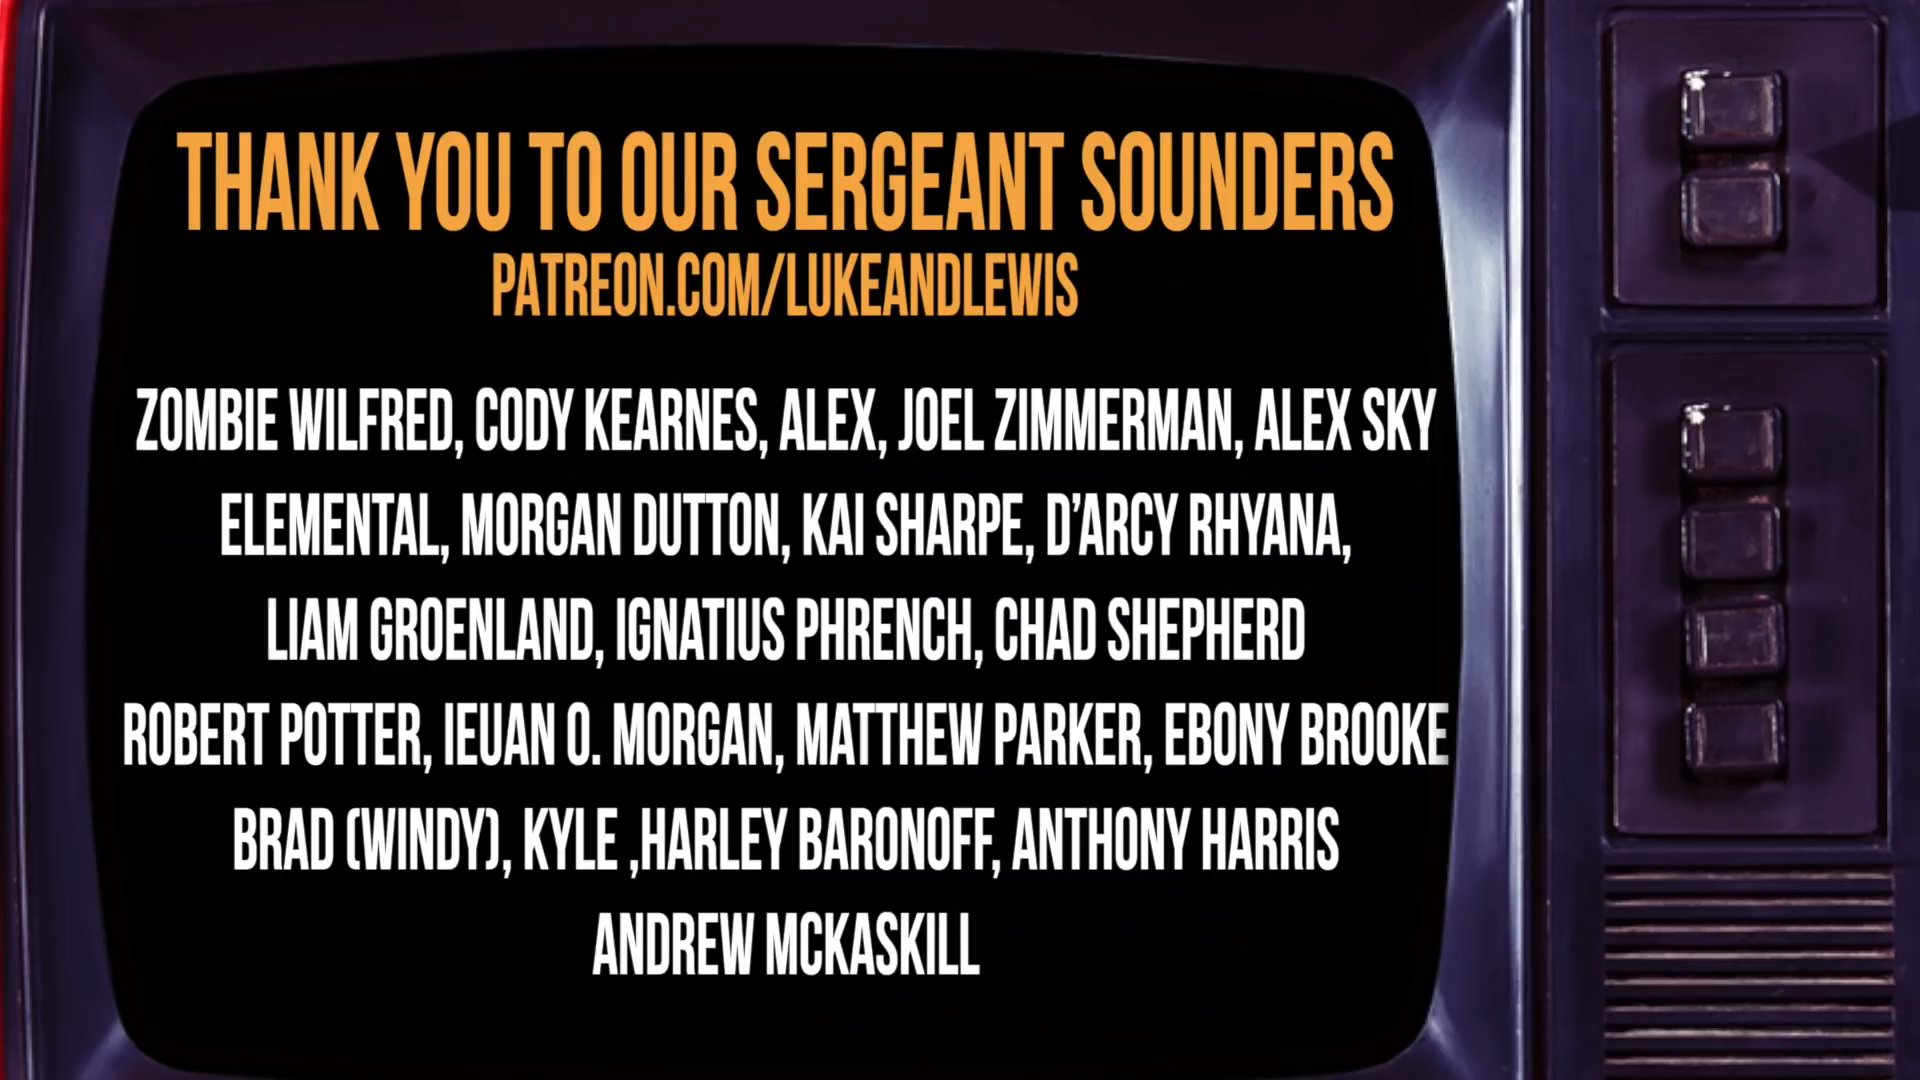 THANK YOU TO OUR SERGEANT SOUNDERS
PATREON.COM/LUKEANDLEWIS
ZOMBIE WILFRED, CODY KEARNES, ALEX, JOEL ZIMMERMAN, ALEX SKY
ELEMENTAL, MORGAN DUTTON, KAI SHARPE, D’ARCY RHYANA,
LIAM GROENLAND, IGNATIUS PHRENCH, CHAD SHEPHERD
ROBERT POTTER, IEUAN O. MORGAN, MATTHEW PARKER, EBONY BROOKE
BRAD (WINDY), KYLE ,HARLEY BARONOFF, ANTHONY HARRIS
ANDREW MCKASKILL